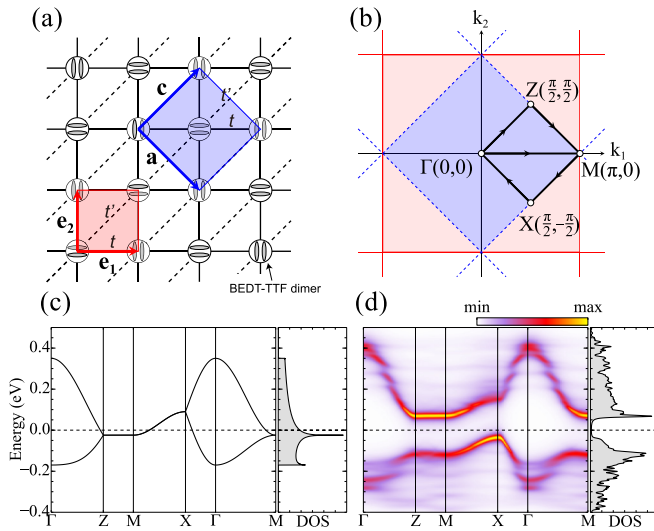 (a)
c
t'
t
a
t'
e₂
t
e₁
BEDT-TTF dimer
(b)
k₂
Z(π/2,π/2)
k₁
Γ(0,0)
M(π,0)
X(π/2,-π/2)
(c)
Energy (eV)
0.4
0.2
0.0
−0.2
−0.4
Γ Z M X Γ M DOS
(d)
min max
Γ Z M X Γ M DOS